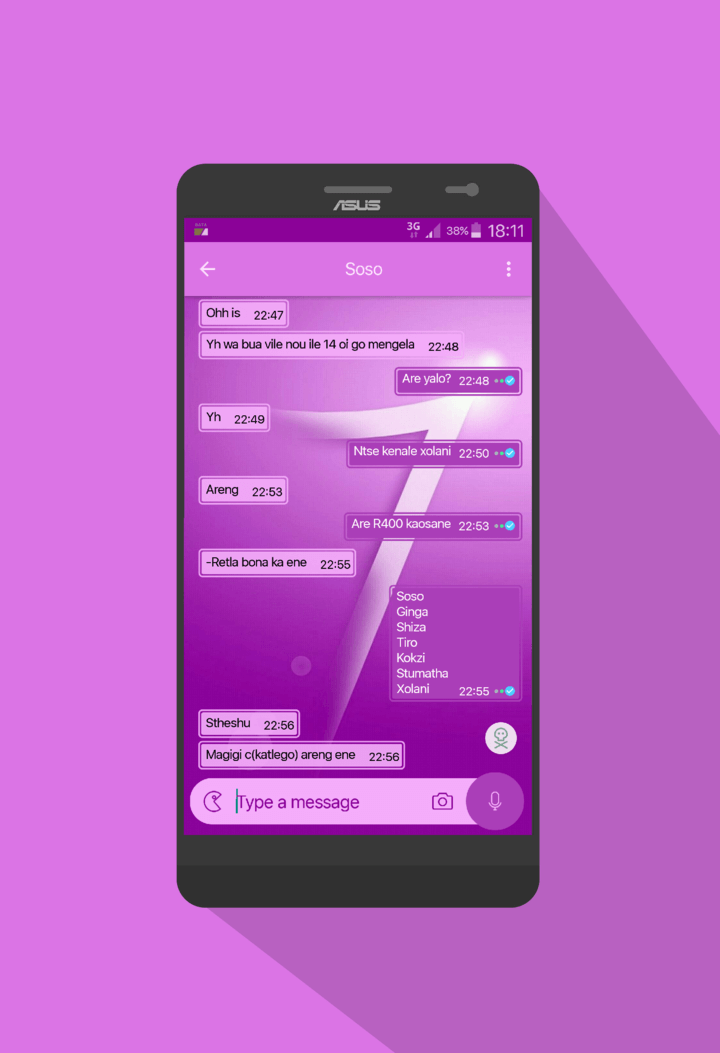 ASUS
DATA
3G
38%
18:11
Soso
Ohh is 22:47
Yh wa bua vile nou ile 14 oi go mengela 22:48
Are yalo? 22:48
Yh 22:49
Ntse kenale xolani 22:50
Areng 22:53
Are R400 kaosane 22:53
-Retla bona ka ene 22:55
Soso
Ginga
Shiza
Tiro
Kokzi
Stumatha
Xolani 22:55
Stheshu 22:56
Magigi c(katlego) areng ene 22:56
Type a message